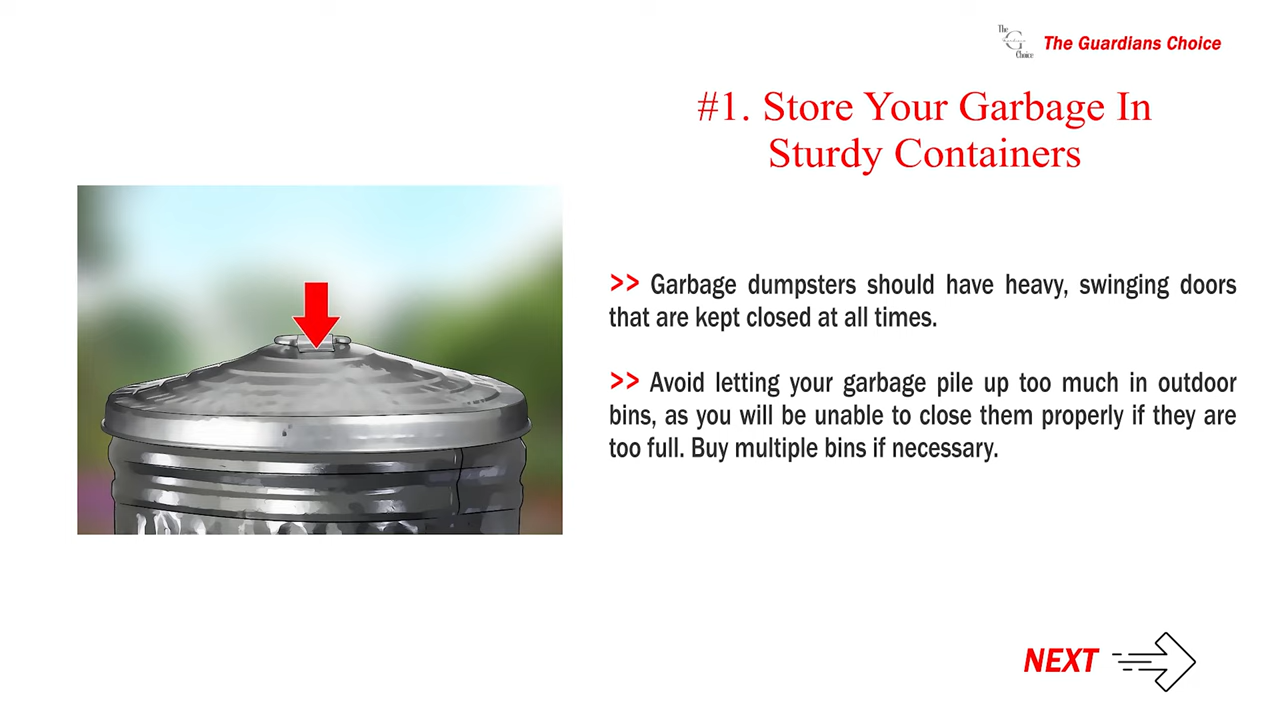 The
G
Choice
The Guardians Choice
#1. Store Your Garbage In
Sturdy Containers
>> Garbage dumpsters should have heavy, swinging doors
that are kept closed at all times.
>> Avoid letting your garbage pile up too much in outdoor
bins, as you will be unable to close them properly if they are
too full. Buy multiple bins if necessary.
NEXT